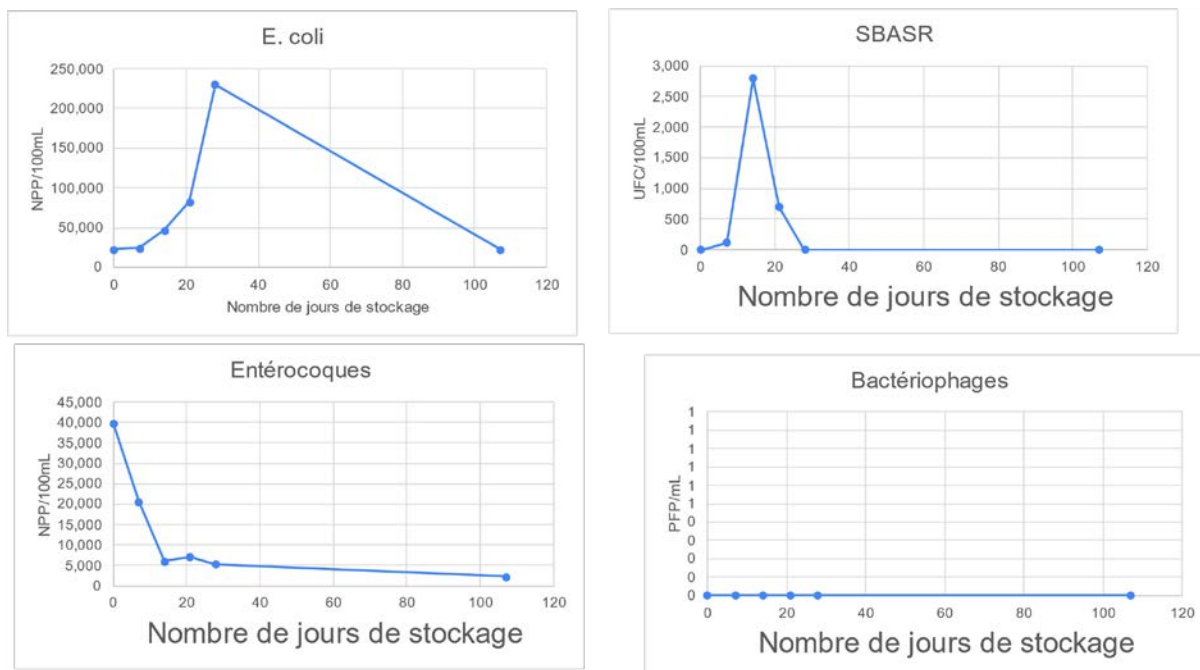 E. coli
NPP/100mL
250,000
200,000
150,000
100,000
50,000
0
0 20 40 60 80 100 120
Nombre de jours de stockage
SBASR
UFC/100mL
3,000
2,500
2,000
1,500
1,000
500
0
0 20 40 60 80 100 120
Nombre de jours de stockage
Entérocoques
NPP/100mL
45,000
40,000
35,000
30,000
25,000
20,000
15,000
10,000
5,000
0
0 20 40 60 80 100 120
Nombre de jours de stockage
Bactériophages
PFP/mL
1
1
1
1
1
1
0
0
0
0
0
0 20 40 60 80 100 120
Nombre de jours de stockage